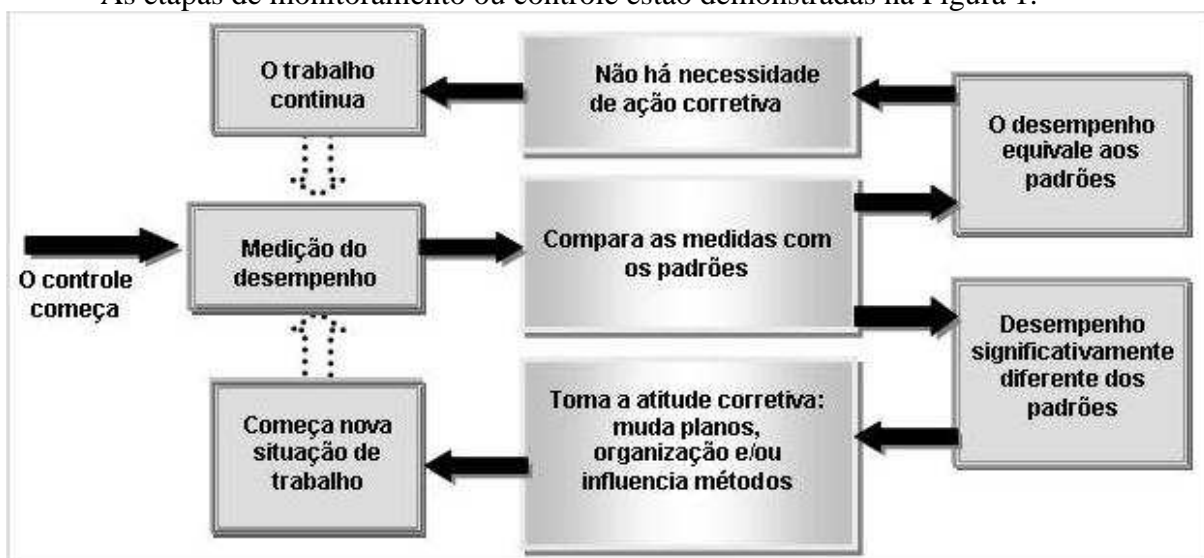 As etapas de monitoramento ou controle estão demonstradas na Figura 1.
O trabalho
continua
Não há necessidade
de ação corretiva
O desempenho
equivale aos
padrões
O controle
começa
Medição do
desempenho
Compara as medidas com
os padrões
Desempenho
significativamente
diferente dos
padrões
Começa nova
situação de
trabalho
Toma a atitude corretiva:
muda planos,
organização e/ou
influencia métodos